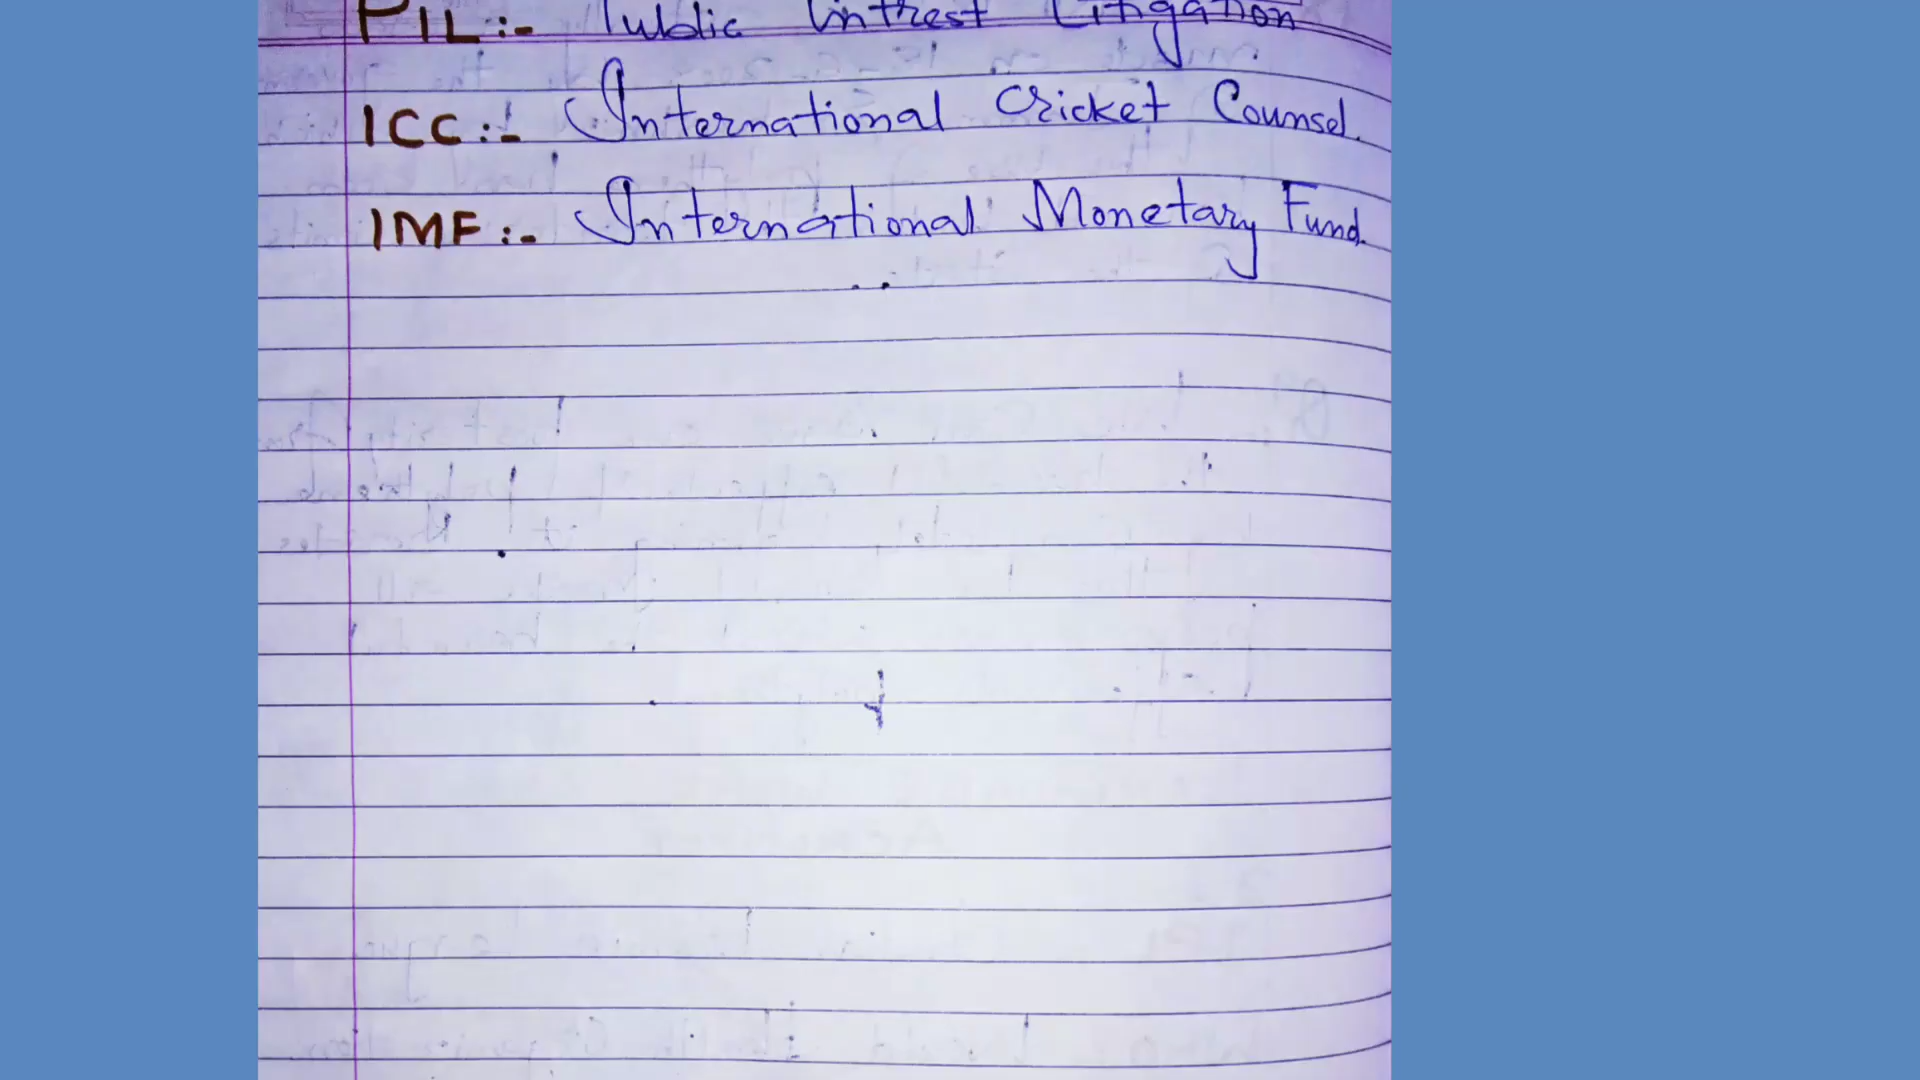 PIL:- Public Intrest Litigation
ICC:- International Cricket Counsel.
IMF:- International Monetary Fund.